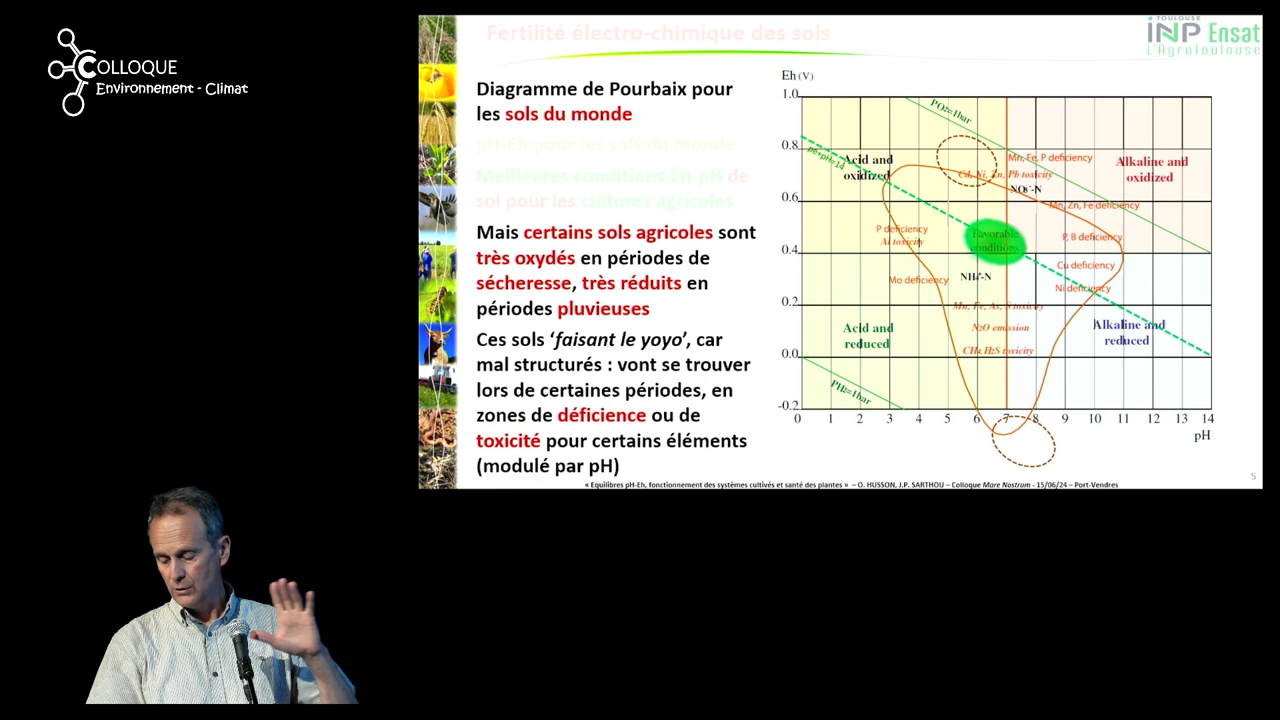 COLLOQUE
Environnement - Climat
Fertilité électro-chimique des sols
TOULOUSE
INP Ensat
L'Agrotoulouse
Diagramme de Pourbaix pour
les sols du monde
pH-Eh pour les sols du monde
Meilleures conditions Eh-pH de
sol pour les cultures agricoles
Mais certains sols agricoles sont
très oxydés en périodes de
sécheresse, très réduits en
périodes pluvieuses
Ces sols ‘faisant le yoyo’, car
mal structurés : vont se trouver
lors de certaines périodes, en
zones de déficience ou de
toxicité pour certains éléments
(modulé par pH)
Eh (V)
1.0
0.8
0.6
0.4
0.2
0.0
-0.2
0 1 2 3 4 5 6 7 8 9 10 11 12 13 14
pH
PO2=1bar
pe+pH=14
Acid and
oxidized
Mn, Fe, P deficiency
Alkaline and
oxidized
Cd, Ni, Zn, Pb toxicity
NO3⁻-N
Mn, Zn, Fe deficiency
P deficiency
Al toxicity
Favorable
conditions
P, B deficiency
Cu deficiency
Mo deficiency
NH4⁺-N
Ni deficiency
Mn, Fe, As, S toxicity
Acid and
reduced
N2O emission
Alkaline and
reduced
CH4, H2S toxicity
PH2=1bar
« Equilibres pH-Eh, fonctionnement des systèmes cultivés et santé des plantes » – O. HUSSON, J.P. SARTHOU – Colloque Mare Nostrum - 15/06/24 – Port-Vendres
5